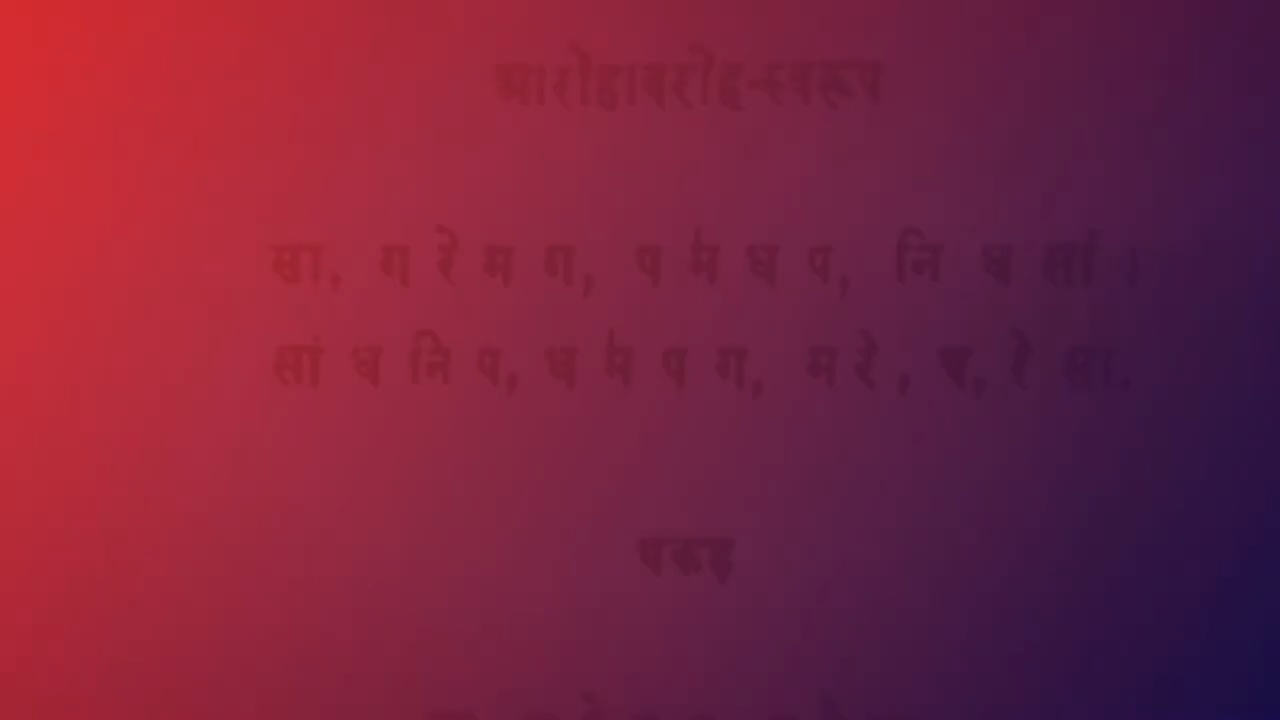 आरोहावरोह-स्वरूप
सा, ग रे म ग, प म॑ ध प, नि ध सां ।
सां ध नि प, ध म॑ प ग, म रे, प, रे सा.
पकड़